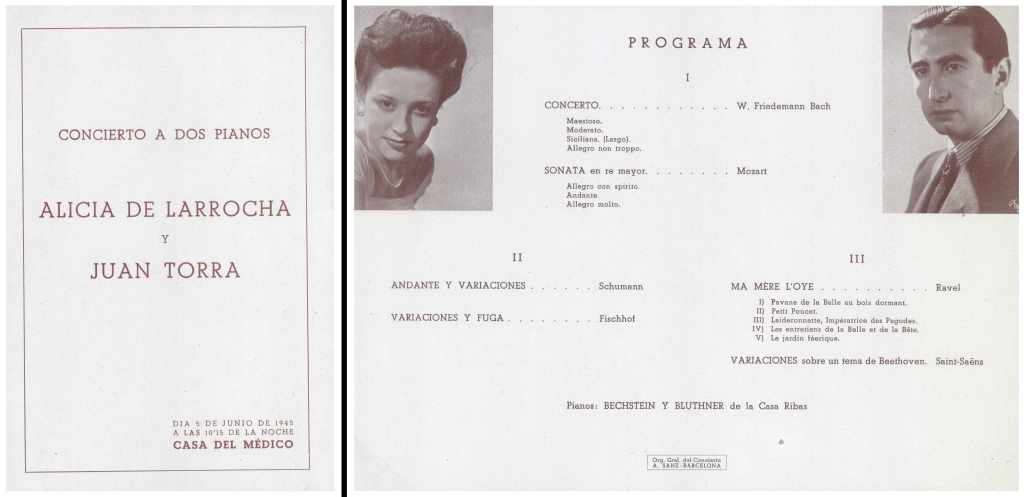 CONCIERTO A DOS PIANOS
ALICIA DE LARROCHA
Y
JUAN TORRA
DIA 5 DE JUNIO DE 1945
A LAS 10'15 DE LA NOCHE
CASA DEL MÉDICO
PROGRAMA
I
CONCERTO. . . . . . . . . . . . W. Friedemann Bach
Maestoso.
Moderato.
Siciliana. (Largo).
Allegro non troppo.
SONATA en re mayor. . . . . . . . Mozart
Allegro con spirito.
Andante.
Allegro molto.
II
ANDANTE Y VARIACIONES . . . . . . Schumann
VARIACIONES Y FUGA . . . . . . . . Fischhof
III
MA MÈRE L'OYE . . . . . . . . . . Ravel
I) Pavane de la Belle au bois dormant.
II) Petit Poucet.
III) Laideronnette, Impératrice des Pagodes.
IV) Les entretiens de la Belle et de la Bête.
V) Le jardin féerique.
VARIACIONES sobre un tema de Beethoven. Saint-Saëns
Pianos: BECHSTEIN Y BLUTHNER de la Casa Ribas
Org. Gral. del Concierto
A. SANZ-BARCELONA